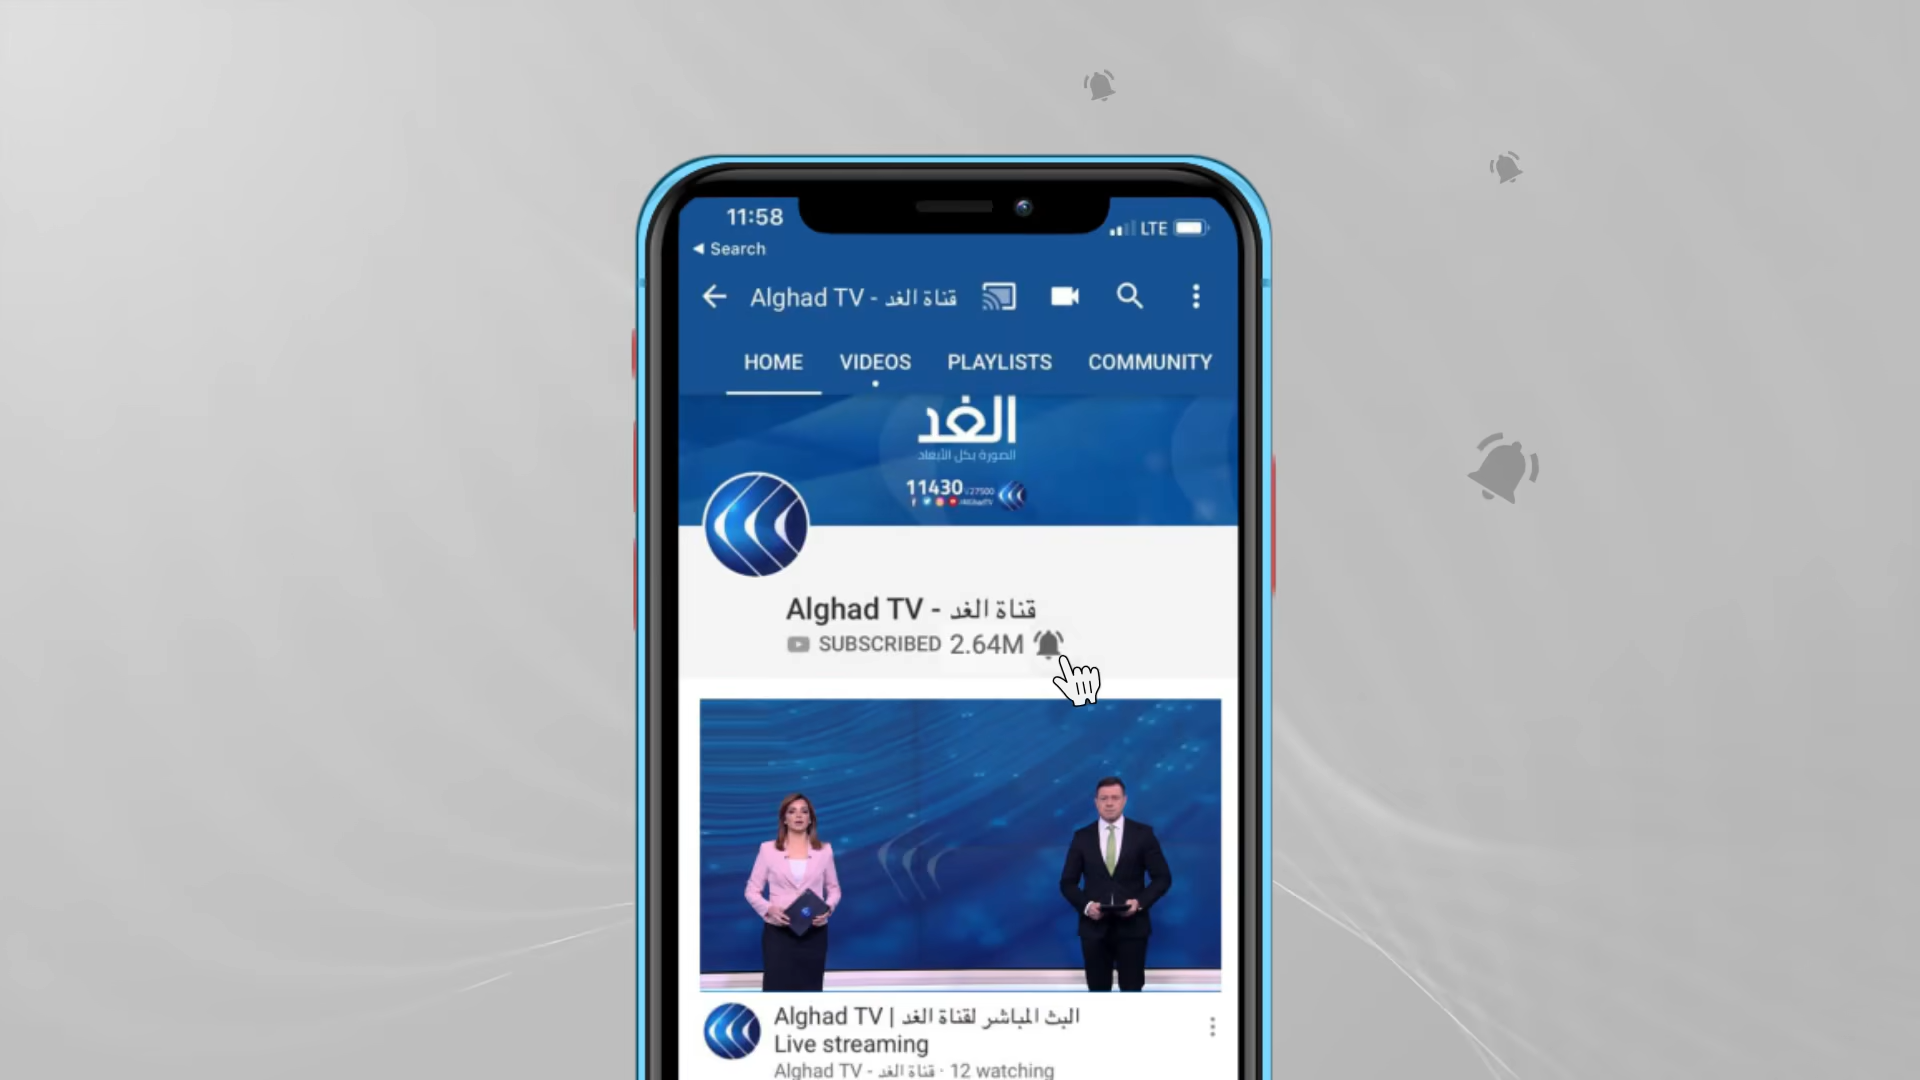 11:58
LTE
Search
Alghad TV - قناة الغد
HOME VIDEOS PLAYLISTS COMMUNITY
الغد
الصورة بكل الأبعاد
11430 27500
Alghad TV - قناة الغد
SUBSCRIBED 2.64M
Alghad TV | البث المباشر لقناة الغد
Live streaming
Alghad TV - قناة الغد · 12 watching